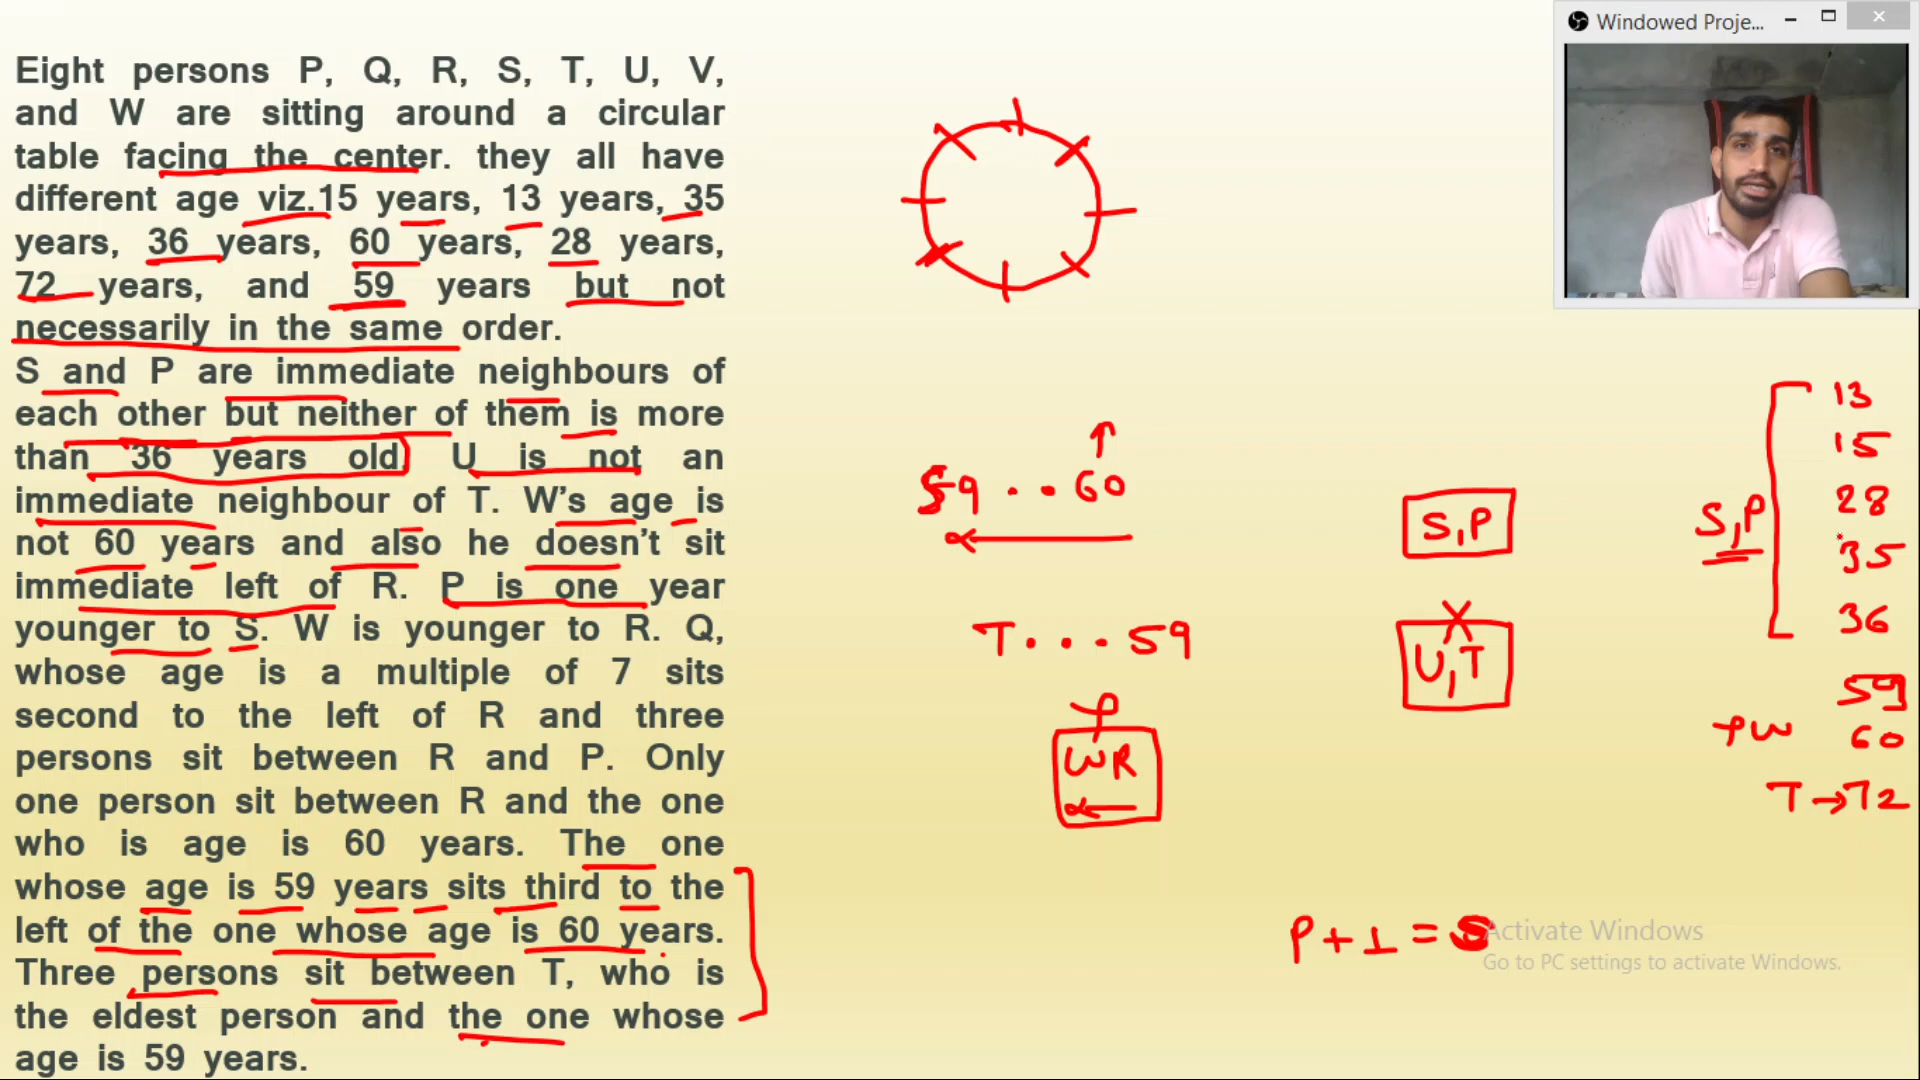 Eight persons P, Q, R, S, T, U, V,
and W are sitting around a circular
table facing the center. they all have
different age viz.15 years, 13 years, 35
years, 36 years, 60 years, 28 years,
72 years, and 59 years but not
necessarily in the same order.
S and P are immediate neighbours of
each other but neither of them is more
than 36 years old. U is not an
immediate neighbour of T. W's age is
not 60 years and also he doesn't sit
immediate left of R. P is one year
younger to S. W is younger to R. Q,
whose age is a multiple of 7 sits
second to the left of R and three
persons sit between R and P. Only
one person sit between R and the one
who is age is 60 years. The one
whose age is 59 years sits third to the
left of the one whose age is 60 years.
Three persons sit between T, who is
the eldest person and the one whose
age is 59 years.
Windowed Proje...
59 . . 60
T . . . 59
WR
S,P
U,T
P+1=S
S,P
13
15
28
35
36
59
W 60
T→72
Activate Windows
Go to PC settings to activate Windows.